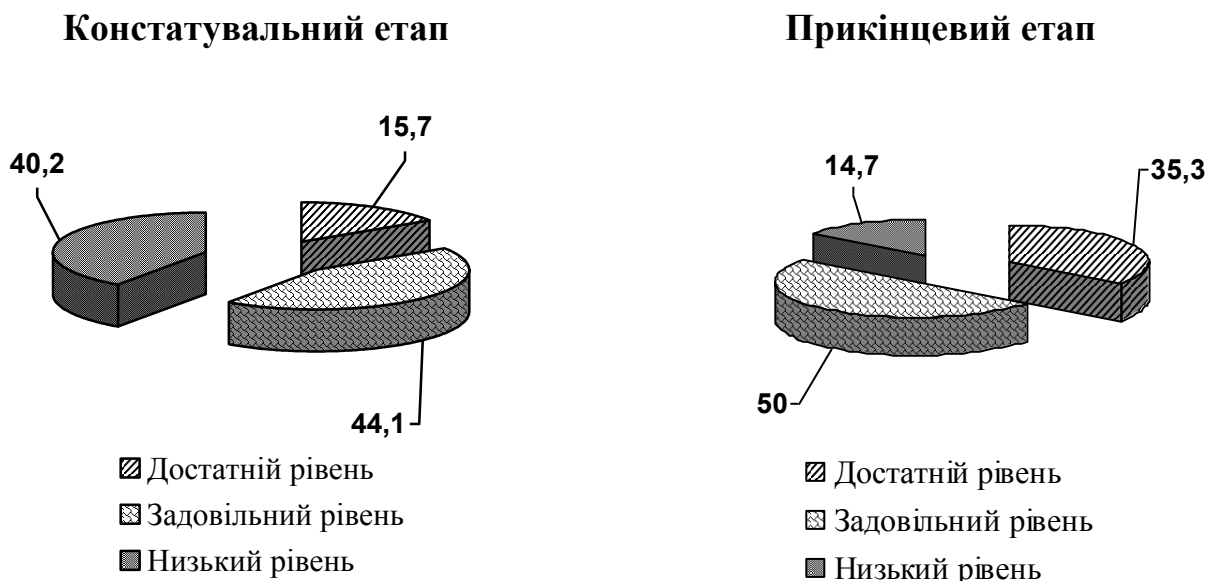 Констатувальний етап
15,7
40,2
44,1
Достатній рівень
Задовільний рівень
Низький рівень
Прикінцевий етап
14,7
35,3
50
Достатній рівень
Задовільний рівень
Низький рівень